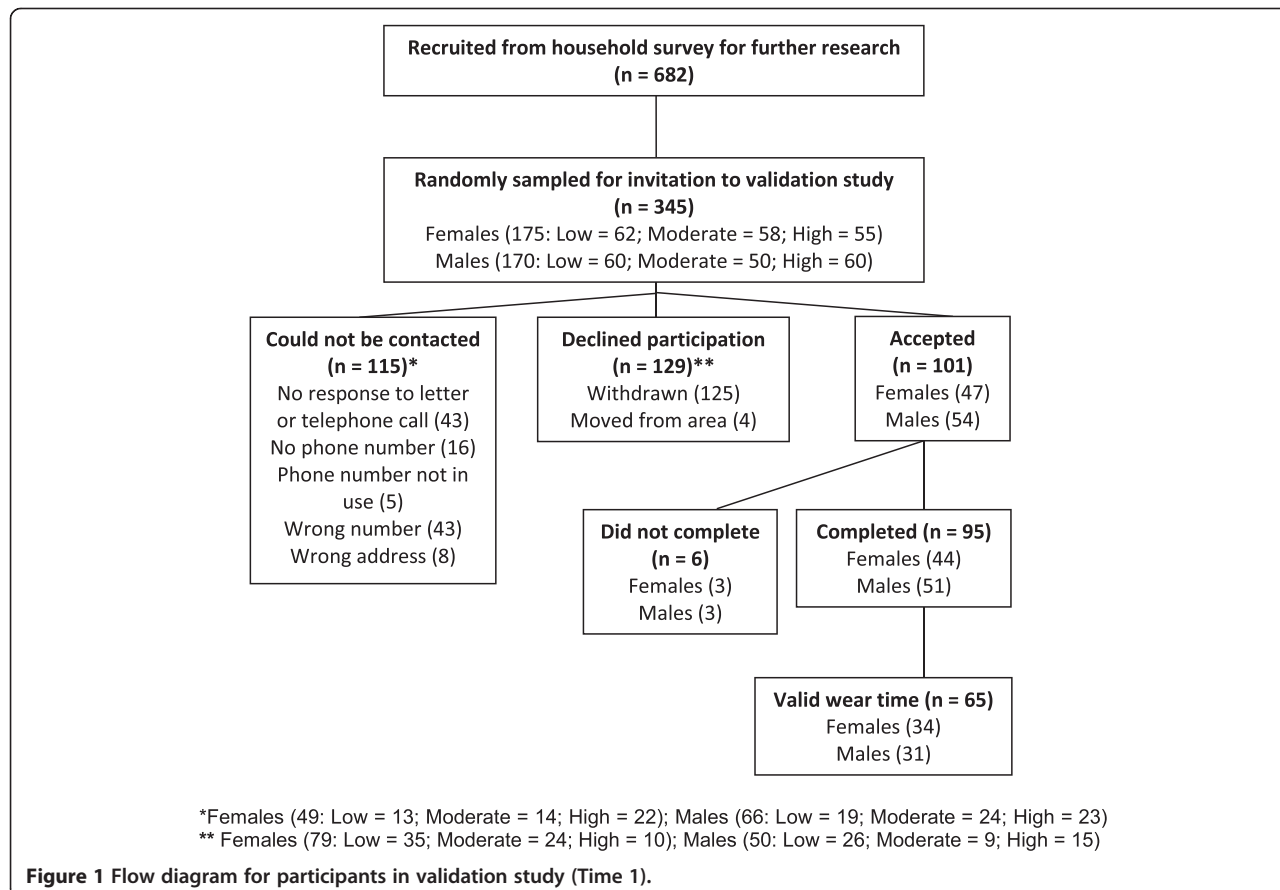 Recruited from household survey for further research
(n = 682)
Randomly sampled for invitation to validation study
(n = 345)
Females (175: Low = 62; Moderate = 58; High = 55)
Males (170: Low = 60; Moderate = 50; High = 60)
Could not be contacted
(n = 115)*
No response to letter
or telephone call (43)
No phone number (16)
Phone number not in
use (5)
Wrong number (43)
Wrong address (8)
Declined participation
(n = 129)**
Withdrawn (125)
Moved from area (4)
Accepted
(n = 101)
Females (47)
Males (54)
Did not complete
(n = 6)
Females (3)
Males (3)
Completed (n = 95)
Females (44)
Males (51)
Valid wear time (n = 65)
Females (34)
Males (31)
*Females (49: Low = 13; Moderate = 14; High = 22); Males (66: Low = 19; Moderate = 24; High = 23)
** Females (79: Low = 35; Moderate = 24; High = 10); Males (50: Low = 26; Moderate = 9; High = 15)
Figure 1 Flow diagram for participants in validation study (Time 1).